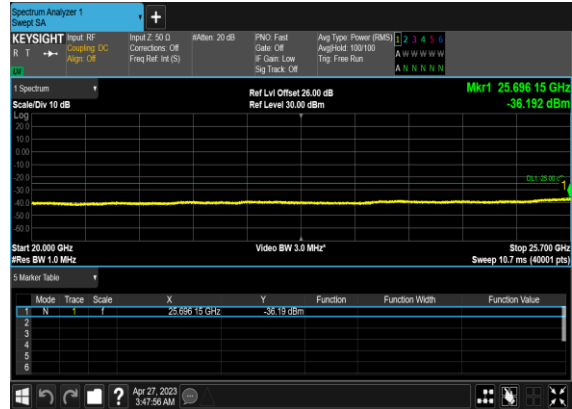 Spectrum Analyzer 1
Swept SA
+
KEYSIGHT Input: RF Input Z: 50 Ω #Atten: 20 dB PNO: Fast Avg Type: Power (RMS) 1 2 3 4 5 6
R T Coupling: DC Corrections: Off Gate: Off Avg|Hold: 100/100 A W W W W W
Align: Off Freq Ref: Int (S) IF Gain: Low Trig: Free Run
Sig Track: Off A N N N N N
1 Spectrum Ref Lvl Offset 26.00 dB Mkr1 25.696 15 GHz
Scale/Div 10 dB Ref Level 30.00 dBm -36.192 dBm
Log
20.0
10.0
0.00
-10.0
-20.0
-30.0
-40.0
-50.0
-60.0
1
Start 20.000 GHz Video BW 3.0 MHz* Stop 25.700 GHz
#Res BW 1.0 MHz Sweep 10.7 ms (40001 pts)
5 Marker Table
Mode Trace Scale X Y Function Function Width Function Value
1 N 1 f 25.696 15 GHz -36.19 dBm
2
3
4
5
6
? Apr 27, 2023
3:47:56 AM